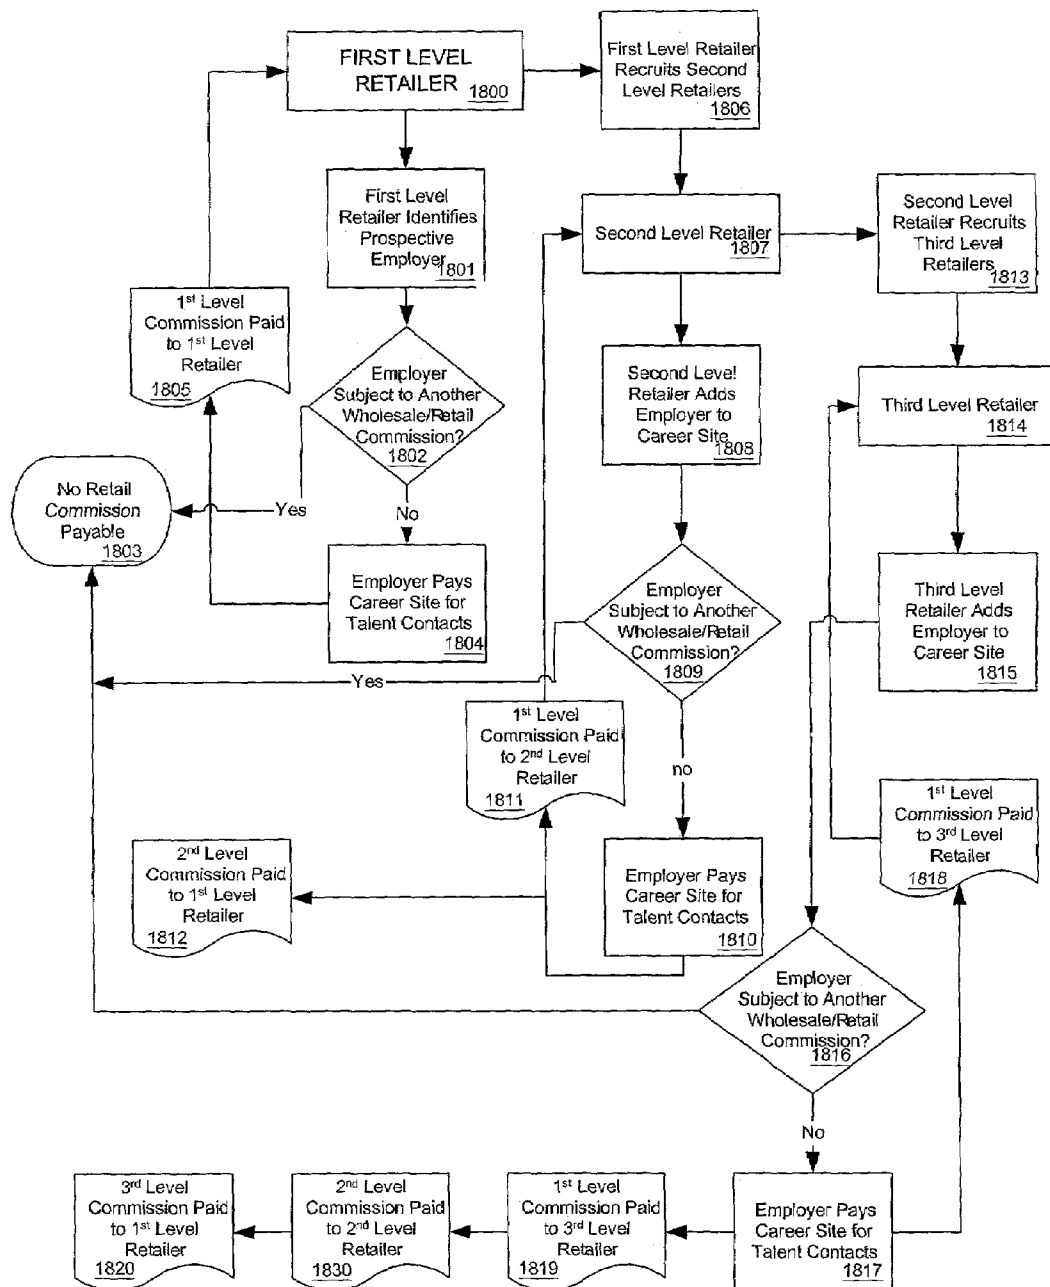 FIRST LEVEL
RETAILER
1800
First Level Retailer
Recruits Second
Level Retailers
1806
First Level
Retailer Identifies
Prospective
Employer
1801
Second Level Retailer
1807
Second Level
Retailer Recruits
Third Level
Retailers
1813
1st Level
Commission Paid
to 1st Level
Retailer
1805
Employer
Subject to Another
Wholesale/Retail
Commission?
1802
Second Level
Retailer Adds
Employer to
Career Site
1808
Third Level Retailer
1814
No Retail
Commission
Payable
1803
Yes
No
Employer Pays
Career Site for
Talent Contacts
1804
Employer
Subject to Another
Wholesale/Retail
Commission?
1809
Third Level
Retailer Adds
Employer to
Career Site
1815
Yes
1st Level
Commission Paid
to 2nd Level
Retailer
1811
no
1st Level
Commission Paid
to 3rd Level
Retailer
1818
2nd Level
Commission Paid
to 1st Level
Retailer
1812
Employer Pays
Career Site for
Talent Contacts
1810
Employer
Subject to Another
Wholesale/Retail
Commission?
1816
No
3rd Level
Commission Paid
to 1st Level
Retailer
1820
2nd Level
Commission Paid
to 2nd Level
Retailer
1830
1st Level
Commission Paid
to 3rd Level
Retailer
1819
Employer Pays
Career Site for
Talent Contacts
1817